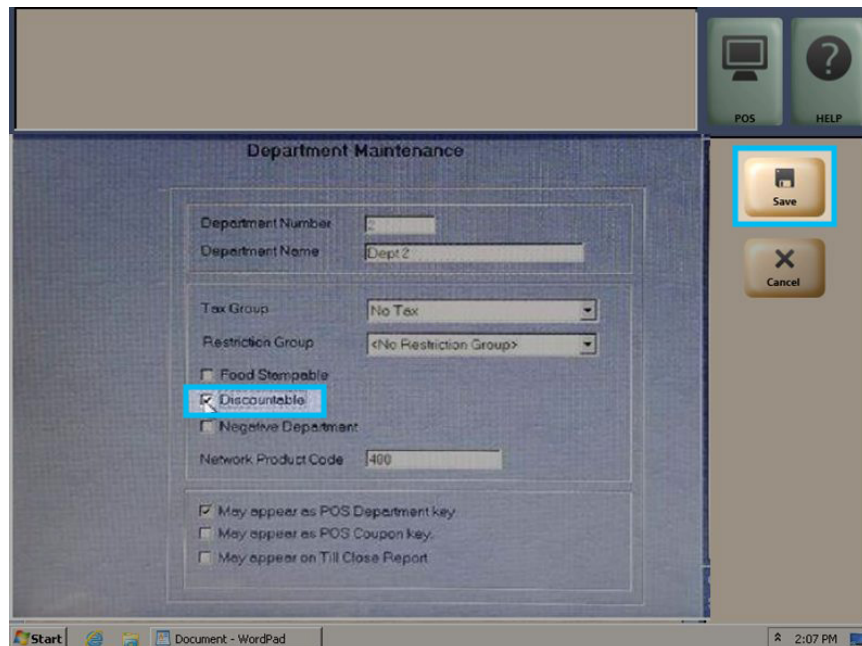 POS HELP
Department Maintenance
Save
Department Number 2
Department Name Dept 2
Cancel
Tax Group No Tax
Restriction Group <No Restriction Group>
Food Stampable
Discountable
Negative Department
Network Product Code 400
May appear as POS Department key.
May appear as POS Coupon key.
May appear on Till Close Report
Start Document - WordPad 2:07 PM